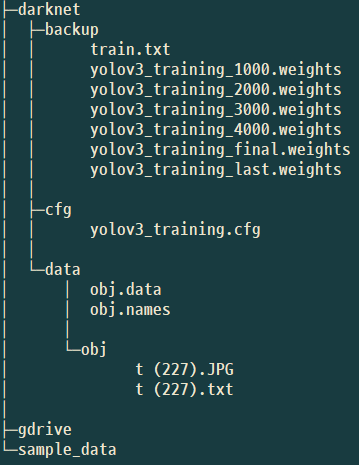 darknet
backup
train.txt
yolov3_training_1000.weights
yolov3_training_2000.weights
yolov3_training_3000.weights
yolov3_training_4000.weights
yolov3_training_final.weights
yolov3_training_last.weights
cfg
yolov3_training.cfg
data
obj.data
obj.names
obj
t (227).JPG
t (227).txt
gdrive
sample_data